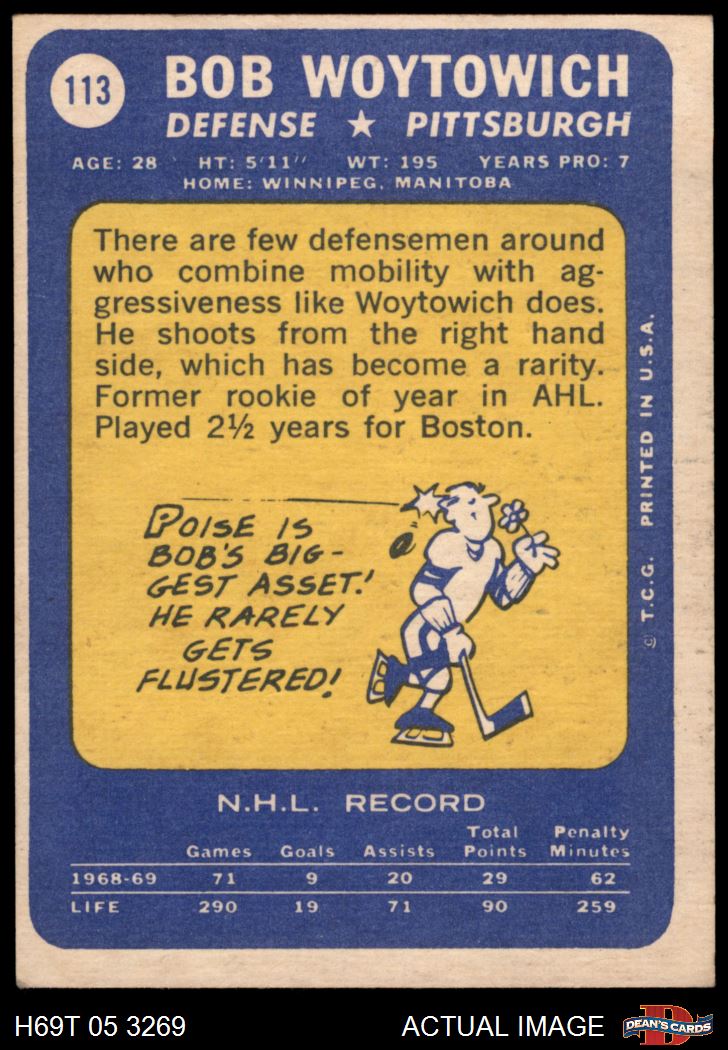 113
BOB WOYTOWICH
DEFENSE ★ PITTSBURGH
AGE: 28 HT: 5'11" WT: 195 YEARS PRO: 7
HOME: WINNIPEG, MANITOBA
There are few defensemen around
who combine mobility with ag-
gressiveness like Woytowich does.
He shoots from the right hand
side, which has become a rarity.
Former rookie of year in AHL.
Played 2½ years for Boston.
POISE IS
BOB'S BIG-
GEST ASSET!
HE RARELY
GETS
FLUSTERED!
© T.C.G. PRINTED IN U.S.A.
N.H.L. RECORD
Games Goals Assists Total Points Penalty Minutes
1968-69 71 9 20 29 62
LIFE 290 19 71 90 259
H69T 05 3269 ACTUAL IMAGE
D DEAN'S CARDS